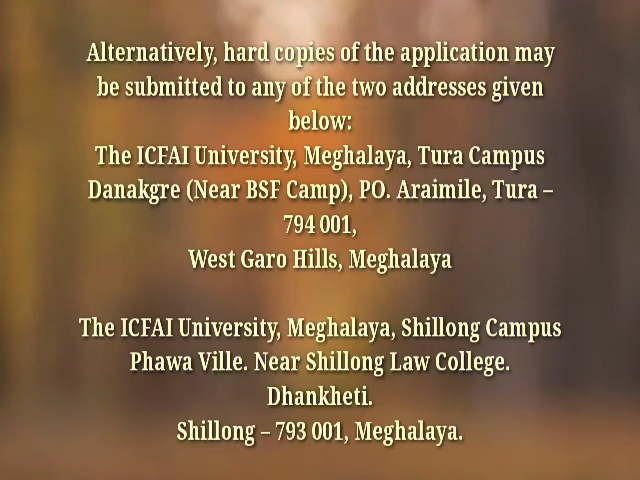 Alternatively, hard copies of the application may
be submitted to any of the two addresses given
below:
The ICFAI University, Meghalaya, Tura Campus
Danakgre (Near BSF Camp), PO. Araimile, Tura –
794 001,
West Garo Hills, Meghalaya
The ICFAI University, Meghalaya, Shillong Campus
Phawa Ville. Near Shillong Law College.
Dhankheti.
Shillong – 793 001, Meghalaya.